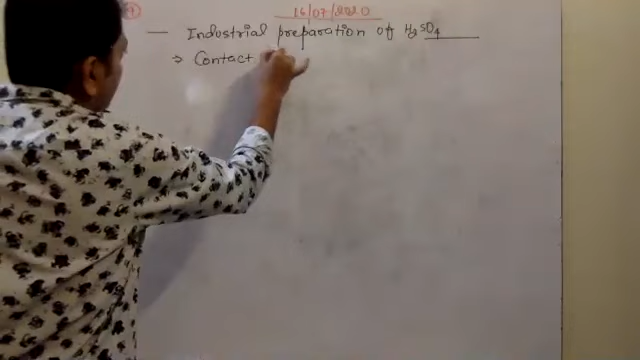 16/07/2020
— Industrial preparation of H₂SO₄
⇒ Contact